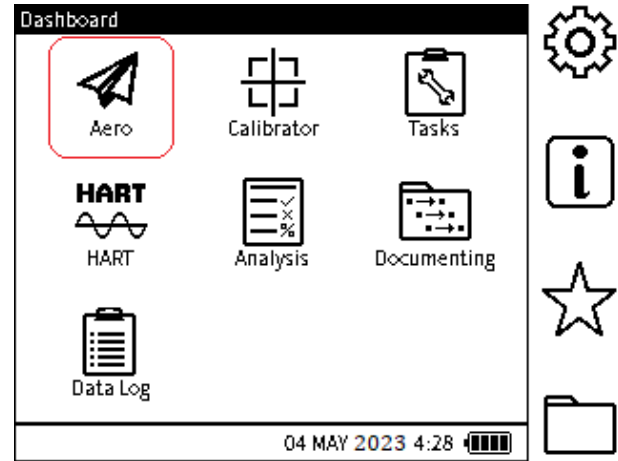 Dashboard
Aero Calibrator Tasks
HART
HART Analysis Documenting
Data Log
04 MAY 2023 4:28